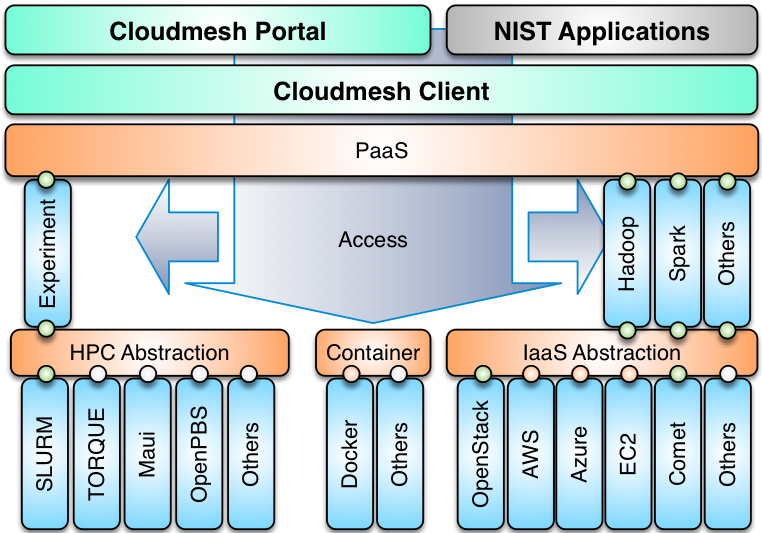 Cloudmesh Portal
NIST Applications
Cloudmesh Client
PaaS
Experiment
Access
Hadoop
Spark
Others
HPC Abstraction
Container
IaaS Abstraction
SLURM
TORQUE
Maui
OpenPBS
Others
Docker
Others
OpenStack
AWS
Azure
EC2
Comet
Others